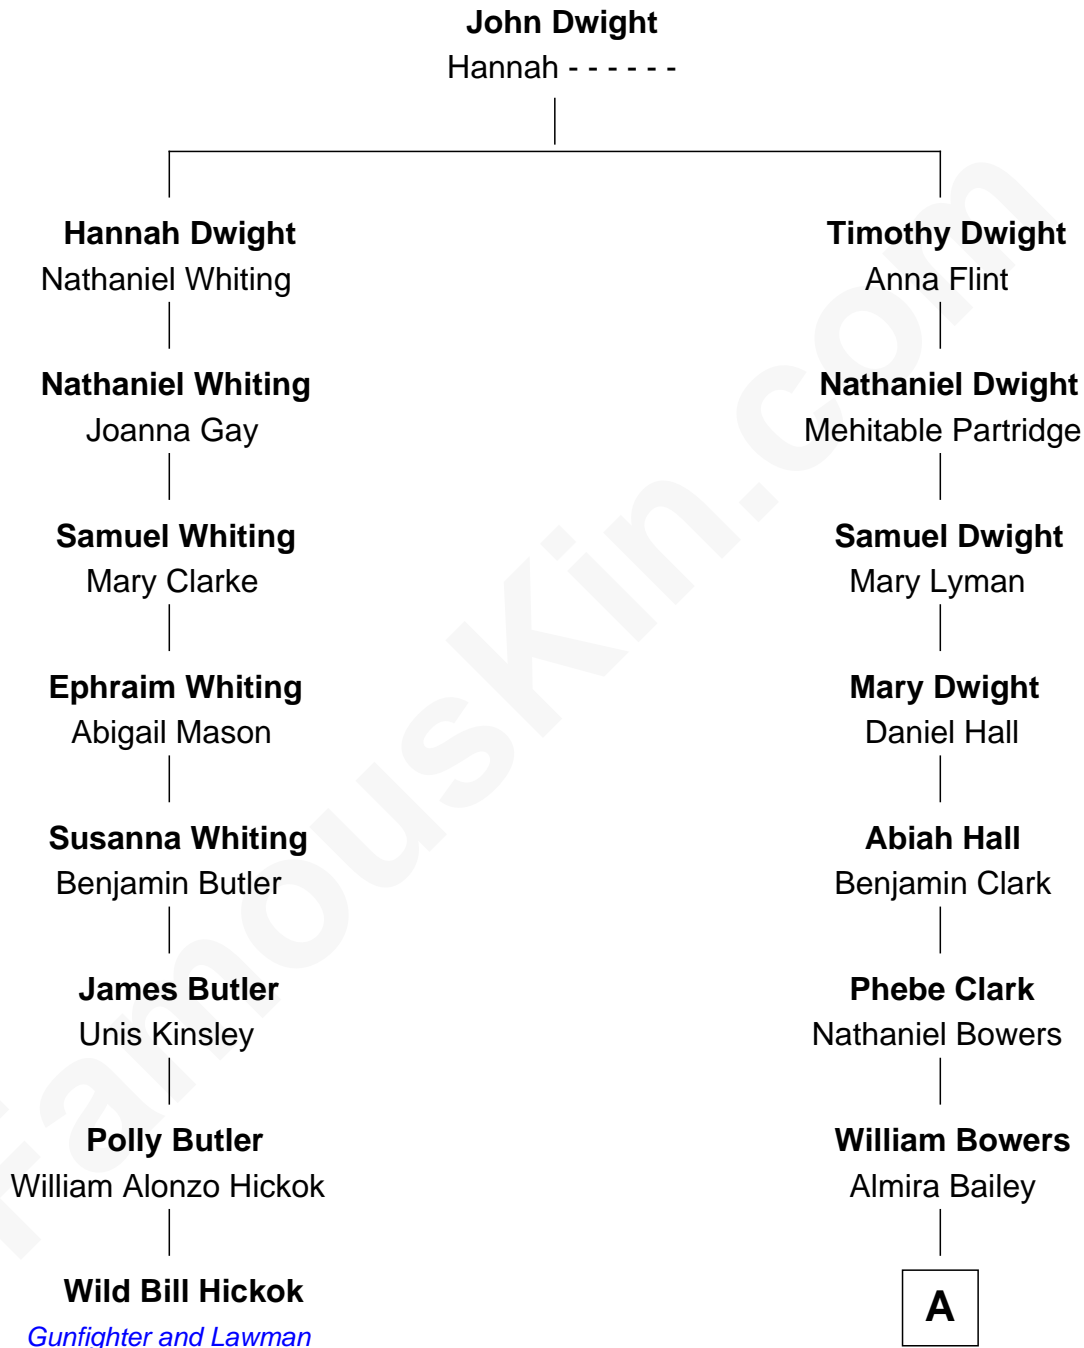 John Dwight
Hannah - - - - - -
Hannah Dwight
Nathaniel Whiting
Timothy Dwight
Anna Flint
Nathaniel Whiting
Joanna Gay
Nathaniel Dwight
Mehitable Partridge
Samuel Whiting
Mary Clarke
Samuel Dwight
Mary Lyman
Ephraim Whiting
Abigail Mason
Mary Dwight
Daniel Hall
Susanna Whiting
Benjamin Butler
Abiah Hall
Benjamin Clark
James Butler
Unis Kinsley
Phebe Clark
Nathaniel Bowers
Polly Butler
William Alonzo Hickok
William Bowers
Almira Bailey
Wild Bill Hickok
Gunfighter and Lawman
A
FamousKin.com